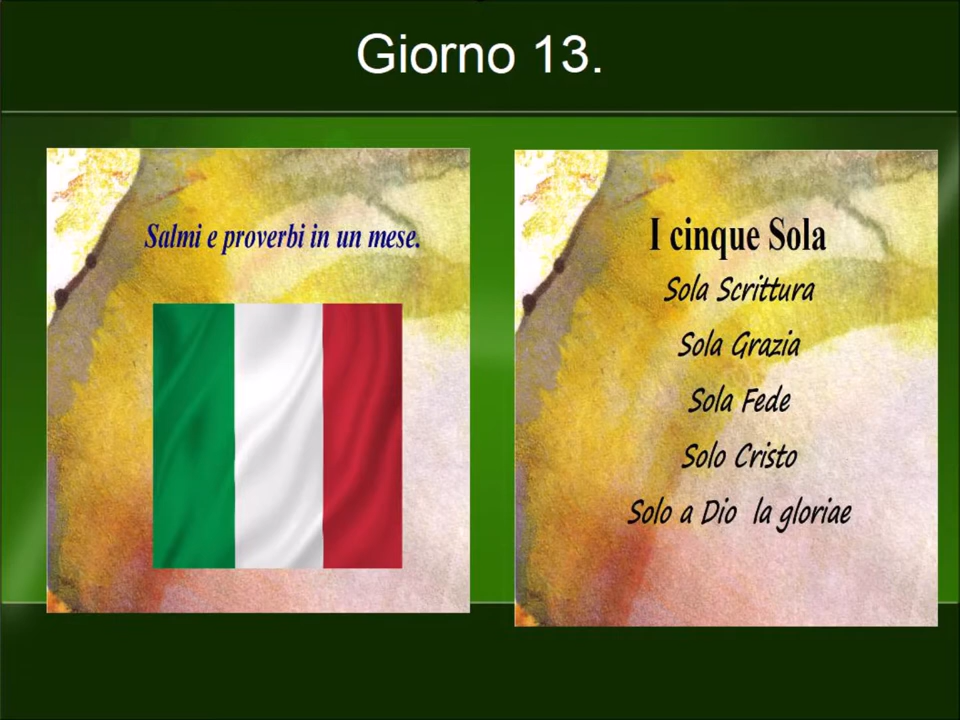 Giorno 13.
Salmi e proverbi in un mese.
I cinque Sola
Sola Scrittura
Sola Grazia
Sola Fede
Solo Cristo
Solo a Dio la gloriae